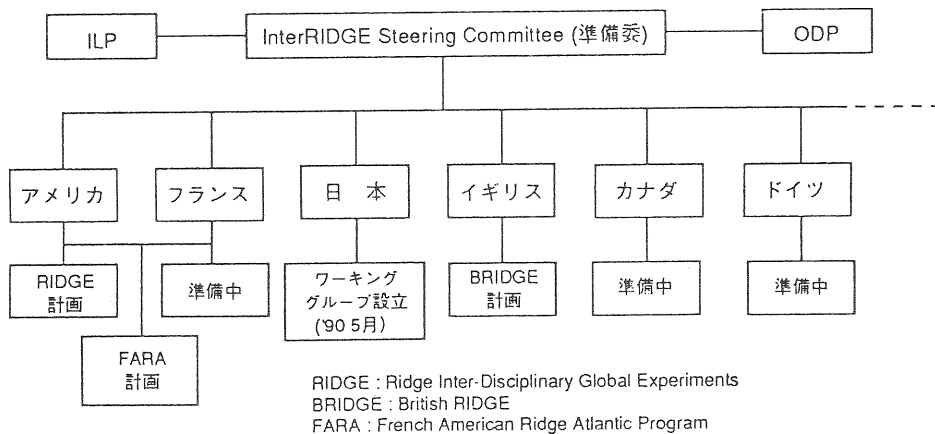 ILP
InterRIDGE Steering Committee (準備委)
ODP
アメリカ
フランス
日 本
イギリス
カナダ
ドイツ
RIDGE
計画
準備中
ワーキング
グループ設立
('90 5月)
BRIDGE
計画
準備中
準備中
FARA
計画
RIDGE : Ridge Inter-Disciplinary Global Experiments
BRIDGE : British RIDGE
FARA : French American Ridge Atlantic Program